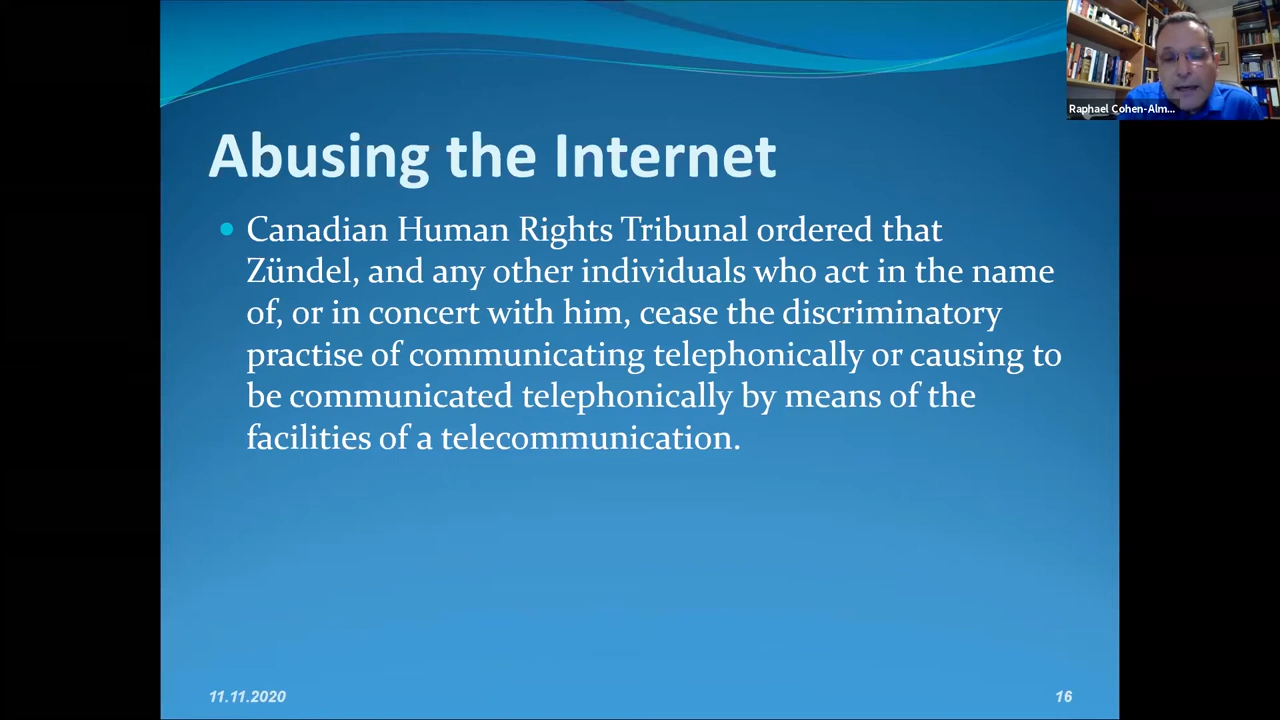 Raphael Cohen-Alm...
Abusing the Internet
Canadian Human Rights Tribunal ordered that
Zündel, and any other individuals who act in the name
of, or in concert with him, cease the discriminatory
practise of communicating telephonically or causing to
be communicated telephonically by means of the
facilities of a telecommunication.
11.11.2020
16